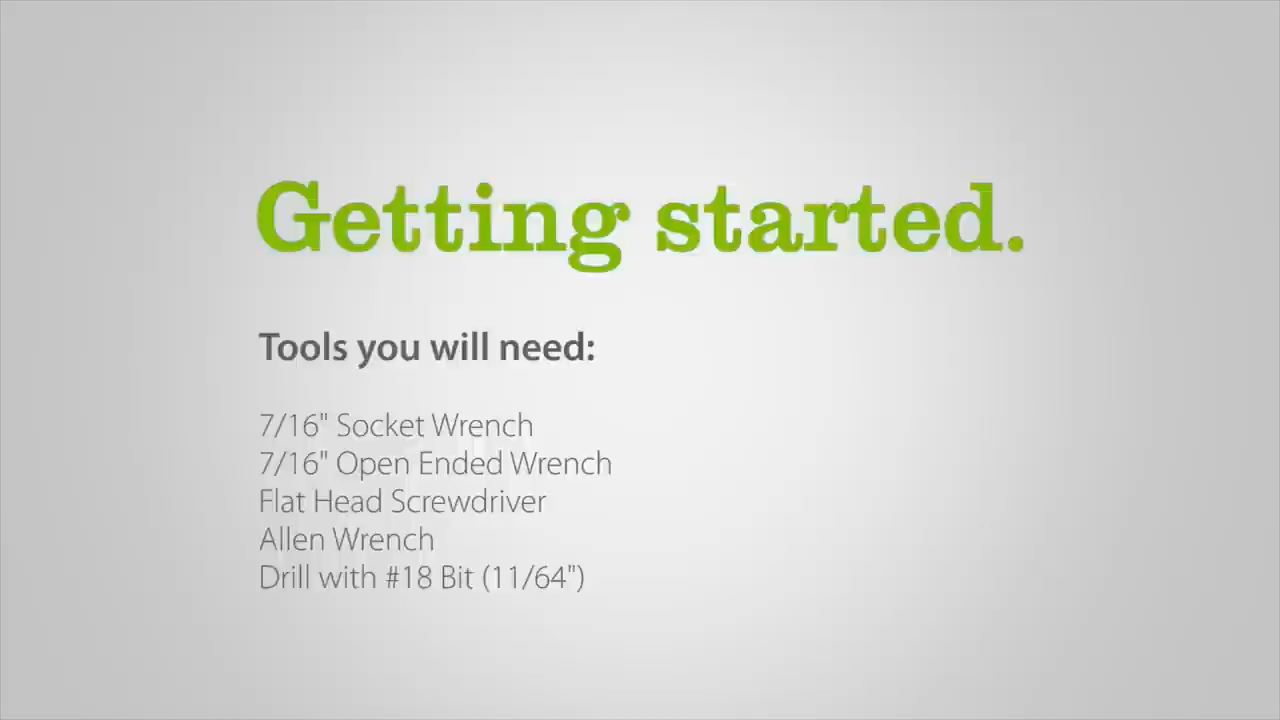 Getting started.
Tools you will need:
7/16" Socket Wrench
7/16" Open Ended Wrench
Flat Head Screwdriver
Allen Wrench
Drill with #18 Bit (11/64")